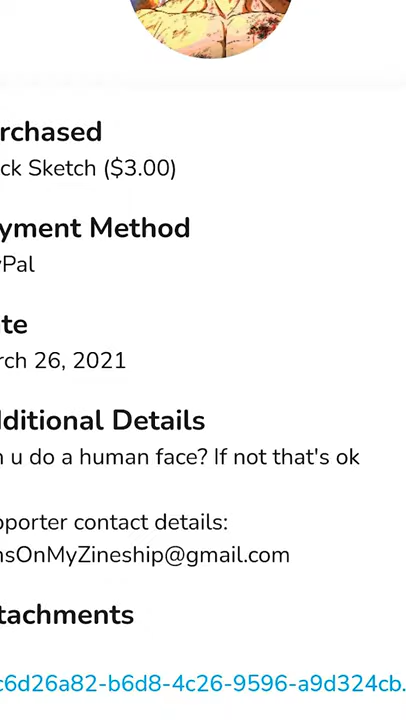 rchased
ck Sketch ($3.00)
yment Method
Pal
te
rch 26, 2021
dditional Details
n u do a human face? If not that's ok
pporter contact details:
nsOnMyZineship@gmail.com
tachments
c6d26a82-b6d8-4c26-9596-a9d324cb.